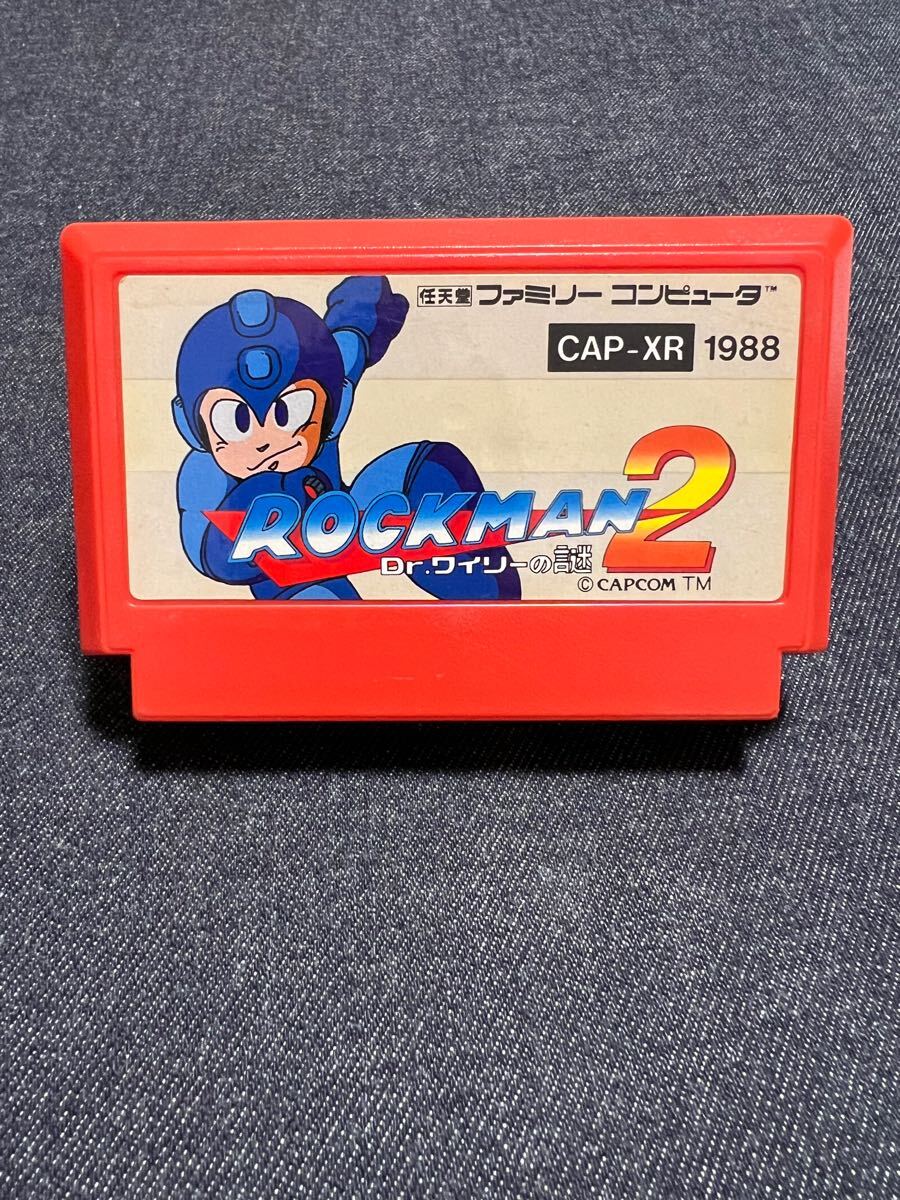 任天堂 ファミリー コンピュータ™
CAP-XR 1988
ROCKMAN 2
Dr.ワイリーの謎
©CAPCOM TM